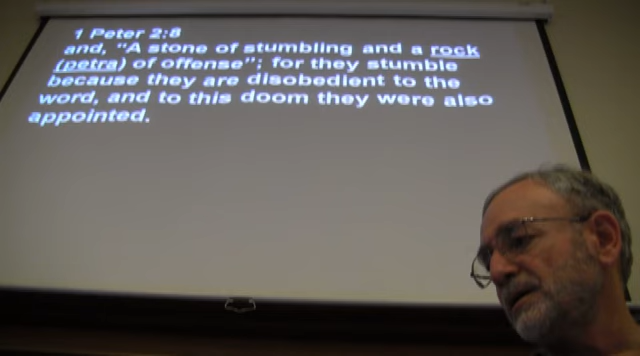 1 Peter 2:8
and, "A stone of stumbling and a rock
(petra) of offense"; for they stumble
because they are disobedient to the
word, and to this doom they were also
appointed.